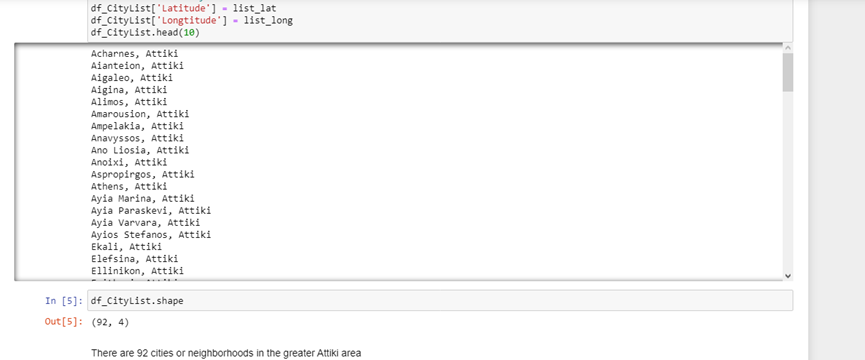 df_CityList['Latitude'] = list_lat
df_CityList['Longtitude'] = list_long
df_CityList.head(10)
Acharnes, Attiki
Aianteion, Attiki
Aigaleo, Attiki
Aigina, Attiki
Alimos, Attiki
Amarousion, Attiki
Ampelakia, Attiki
Anavyssos, Attiki
Ano Liosia, Attiki
Anoixi, Attiki
Aspropirgos, Attiki
Athens, Attiki
Ayia Marina, Attiki
Ayia Paraskevi, Attiki
Ayia Varvara, Attiki
Ayios Stefanos, Attiki
Ekali, Attiki
Elefsina, Attiki
Ellinikon, Attiki
In [5]: df_CityList.shape
Out[5]: (92, 4)
There are 92 cities or neighborhoods in the greater Attiki area